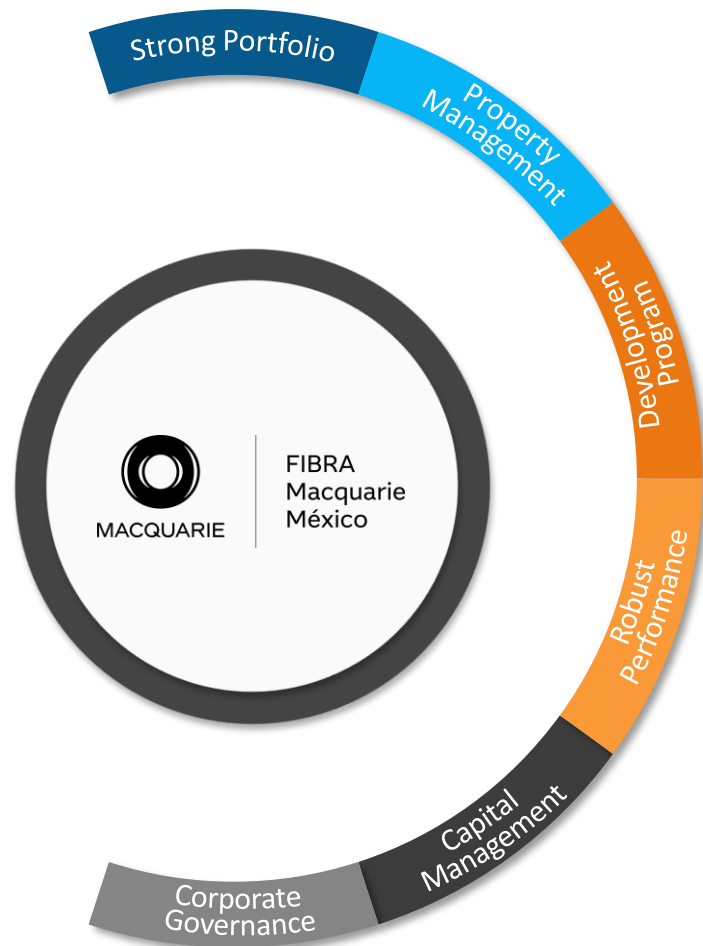 Strong Portfolio
Property
Management
Development
Program
Robust
Performance
Capital
Management
Corporate
Governance
MACQUARIE
FIBRA
Macquarie
México